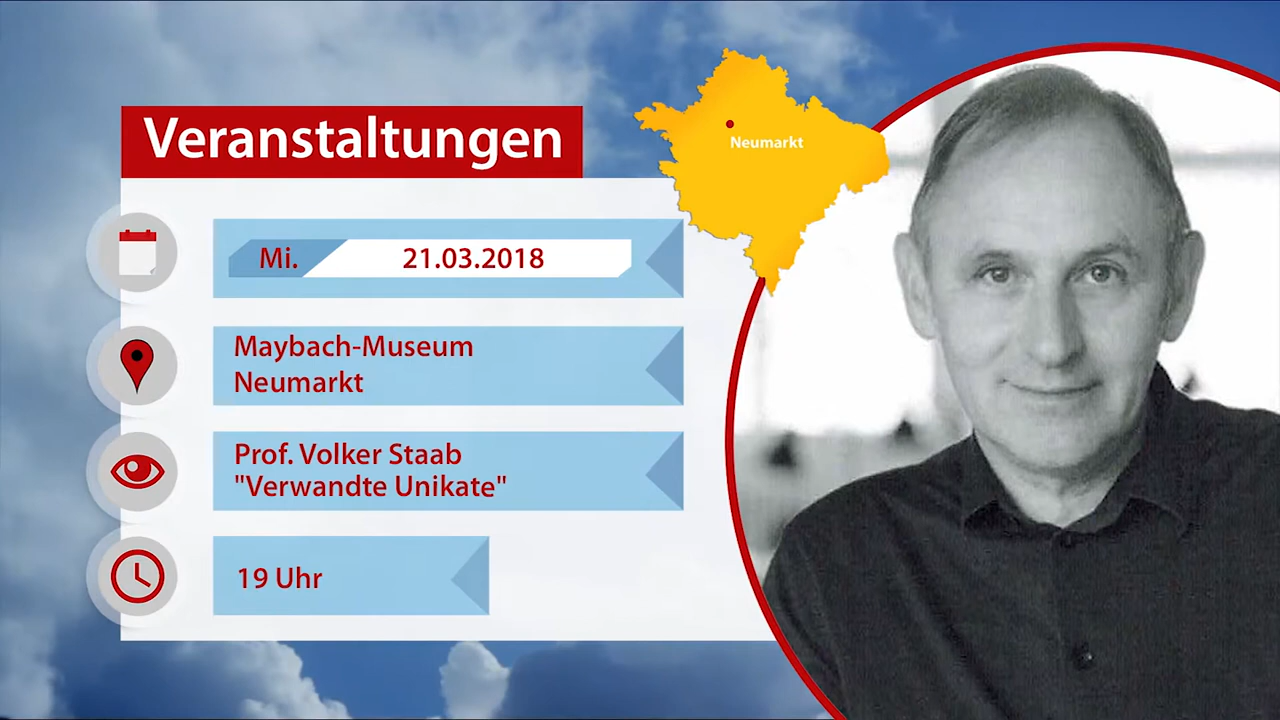 Veranstaltungen
Neumarkt
Mi. 21.03.2018
Maybach-Museum
Neumarkt
Prof. Volker Staab
"Verwandte Unikate"
19 Uhr